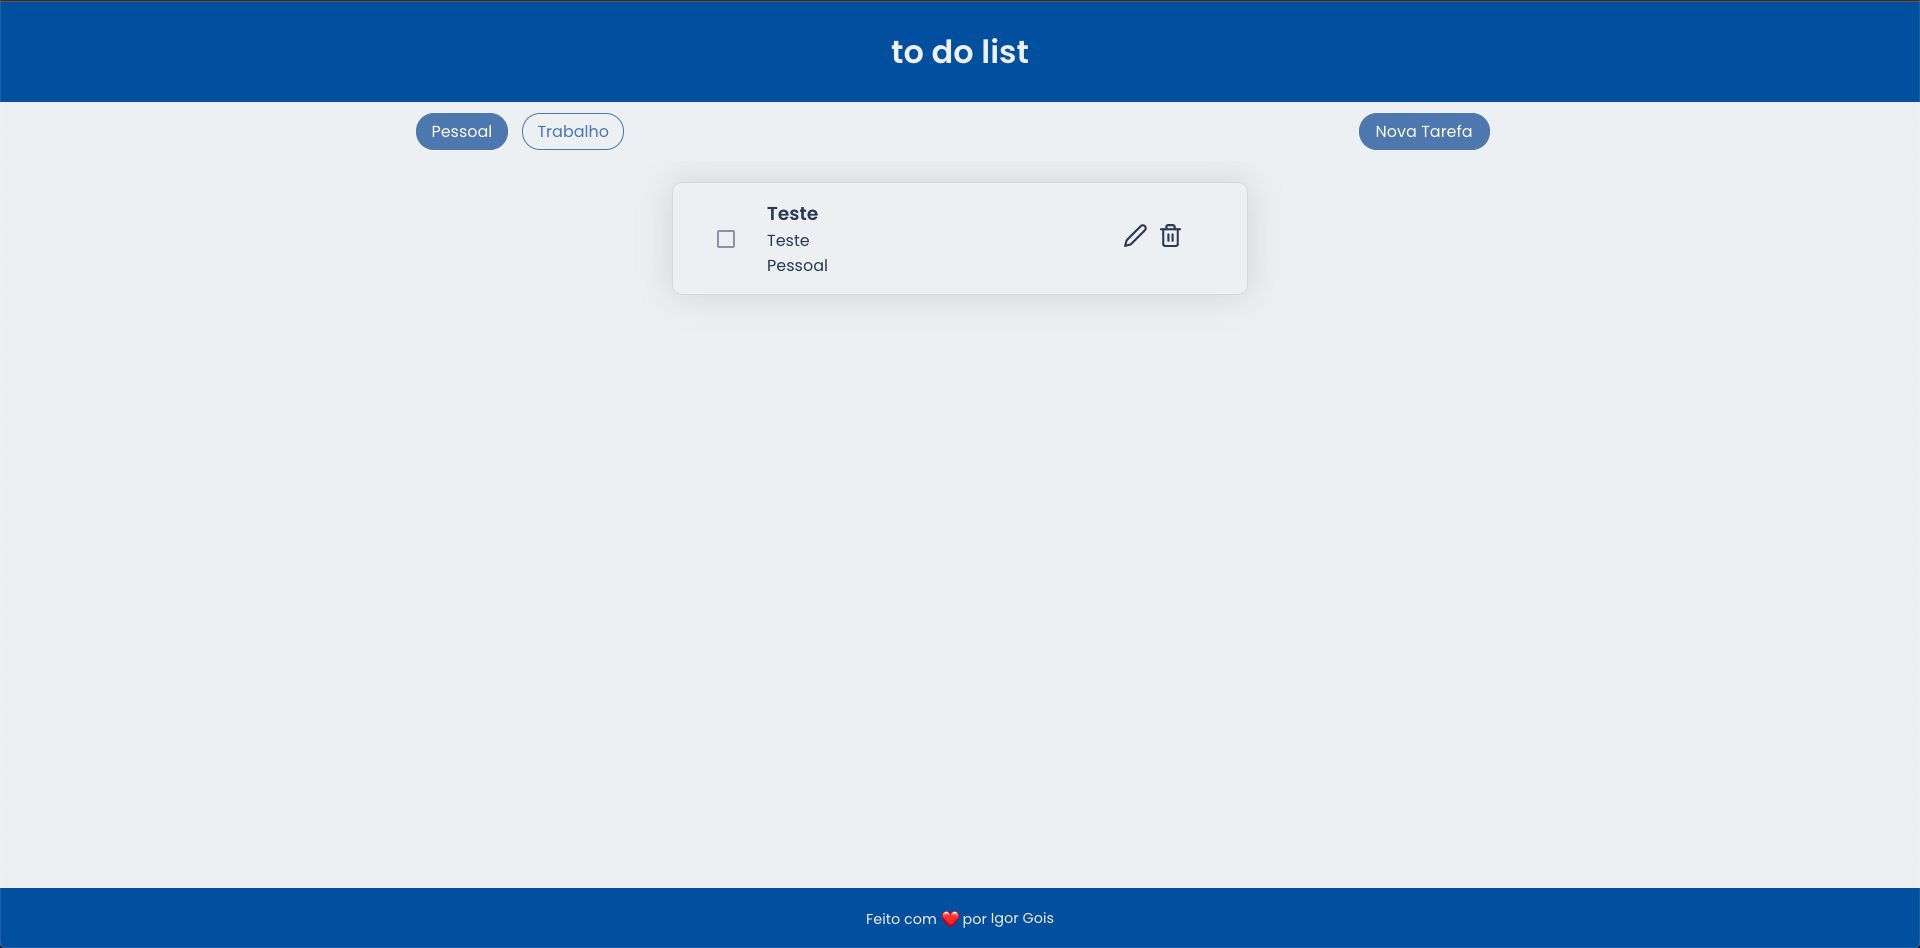 to do list
Pessoal
Trabalho
Nova Tarefa
Teste
Teste
Pessoal
Feito com ❤️ por Igor Gois